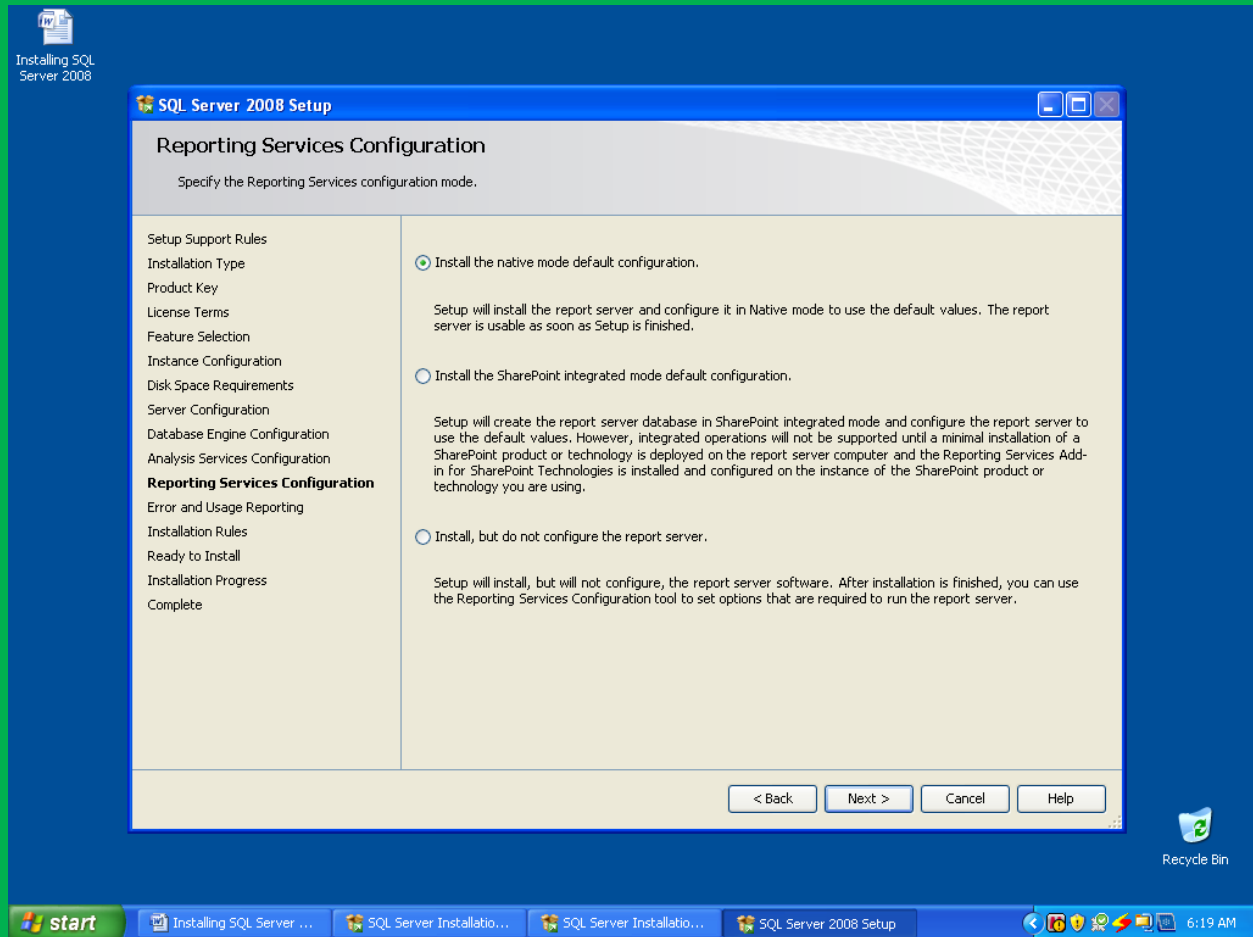 Installing SQL
Server 2008
SQL Server 2008 Setup
Reporting Services Configuration
Specify the Reporting Services configuration mode.
Setup Support Rules
Installation Type
Product Key
License Terms
Feature Selection
Instance Configuration
Disk Space Requirements
Server Configuration
Database Engine Configuration
Analysis Services Configuration
Reporting Services Configuration
Error and Usage Reporting
Installation Rules
Ready to Install
Installation Progress
Complete
Install the native mode default configuration.
Setup will install the report server and configure it in Native mode to use the default values. The report
server is usable as soon as Setup is finished.
Install the SharePoint integrated mode default configuration.
Setup will create the report server database in SharePoint integrated mode and configure the report server to
use the default values. However, integrated operations will not be supported until a minimal installation of a
SharePoint product or technology is deployed on the report server computer and the Reporting Services Add-
in for SharePoint Technologies is installed and configured on the instance of the SharePoint product or
technology you are using.
Install, but do not configure the report server.
Setup will install, but will not configure, the report server software. After installation is finished, you can use
the Reporting Services Configuration tool to set options that are required to run the report server.
< Back
Next >
Cancel
Help
Recycle Bin
start
Installing SQL Server ...
SQL Server Installatio...
SQL Server Installatio...
SQL Server 2008 Setup
6:19 AM